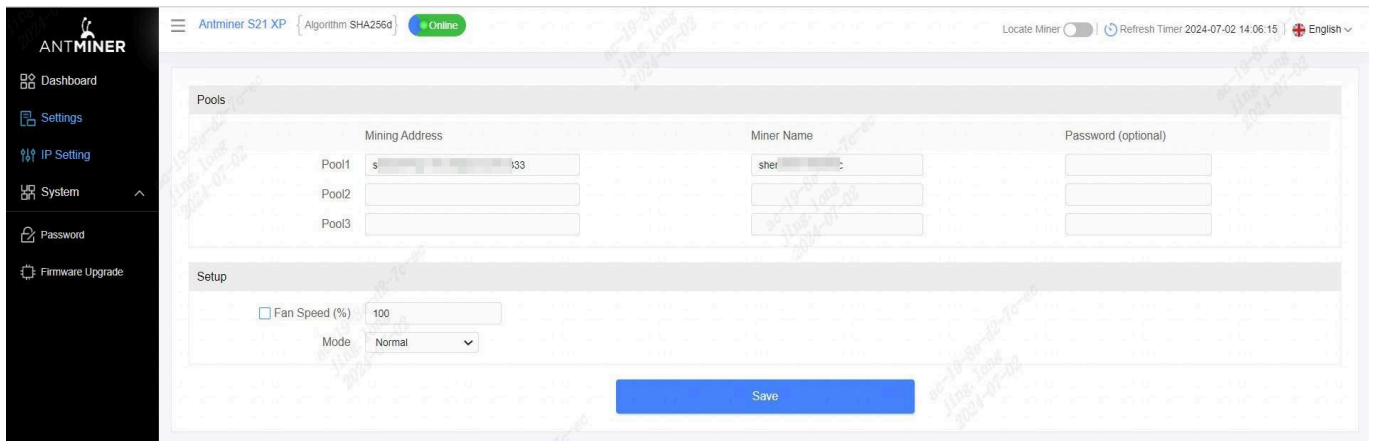 ANTMINER
Antminer S21 XP { Algorithm SHA256d } Online
Locate Miner Refresh Timer 2024-07-02 14:06:15 English
Dashboard
Settings
IP Setting
System
Password
Firmware Upgrade
Pools
Mining Address Miner Name Password (optional)
Pool1 s 333 sher c
Pool2
Pool3
Setup
Fan Speed (%) 100
Mode Normal
Save